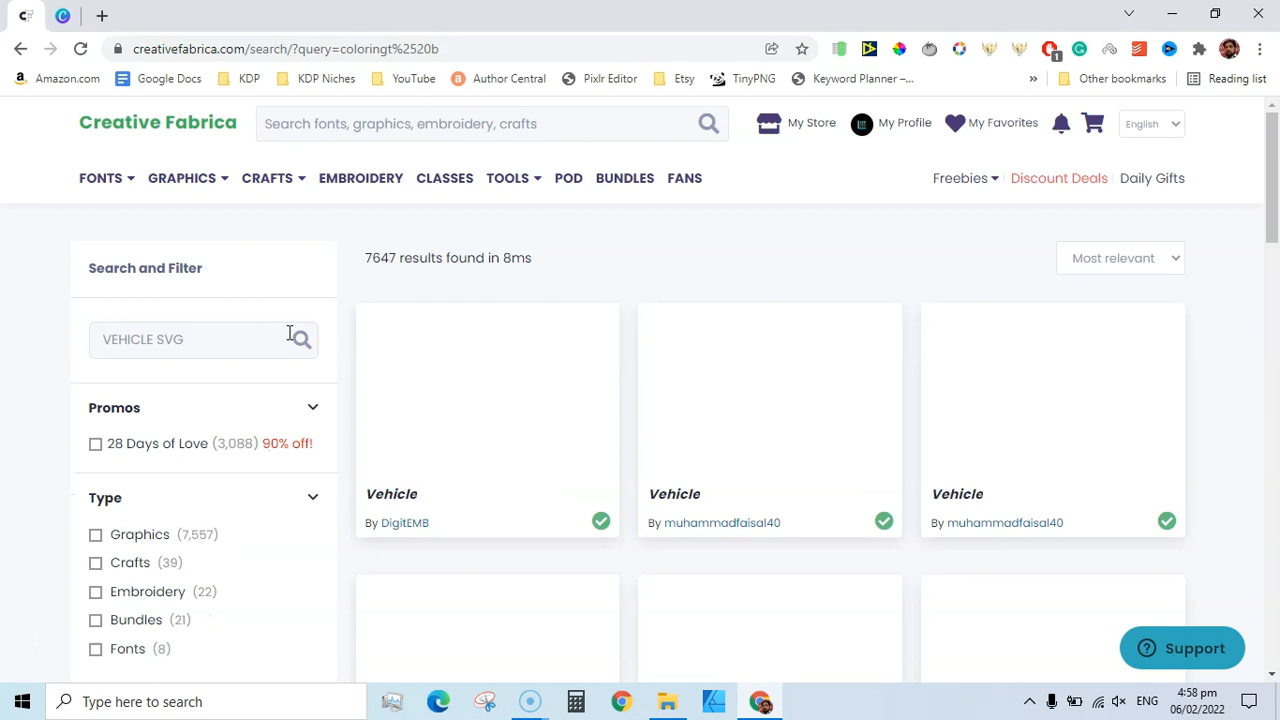 creativefabrica.com/search/?query=coloringt%2520b
1
Amazon.com Google Docs KDP KDP Niches YouTube Author Central Pixlr Editor Etsy TinyPNG Keyword Planner –... » Other bookmarks Reading list
Creative Fabrica Search fonts, graphics, embroidery, crafts My Store My Profile My Favorites English
FONTS GRAPHICS CRAFTS EMBROIDERY CLASSES TOOLS POD BUNDLES FANS Freebies Discount Deals Daily Gifts
Search and Filter
7647 results found in 8ms Most relevant
VEHICLE SVG
Promos
28 Days of Love (3,088) 90% off!
Type
Graphics (7,557)
Crafts (39)
Embroidery (22)
Bundles (21)
Fonts (8)
Vehicle Vehicle Vehicle
By DigitEMB By muhammadfaisal40 By muhammadfaisal40
Support
Type here to search ENG 4:58 pm
06/02/2022